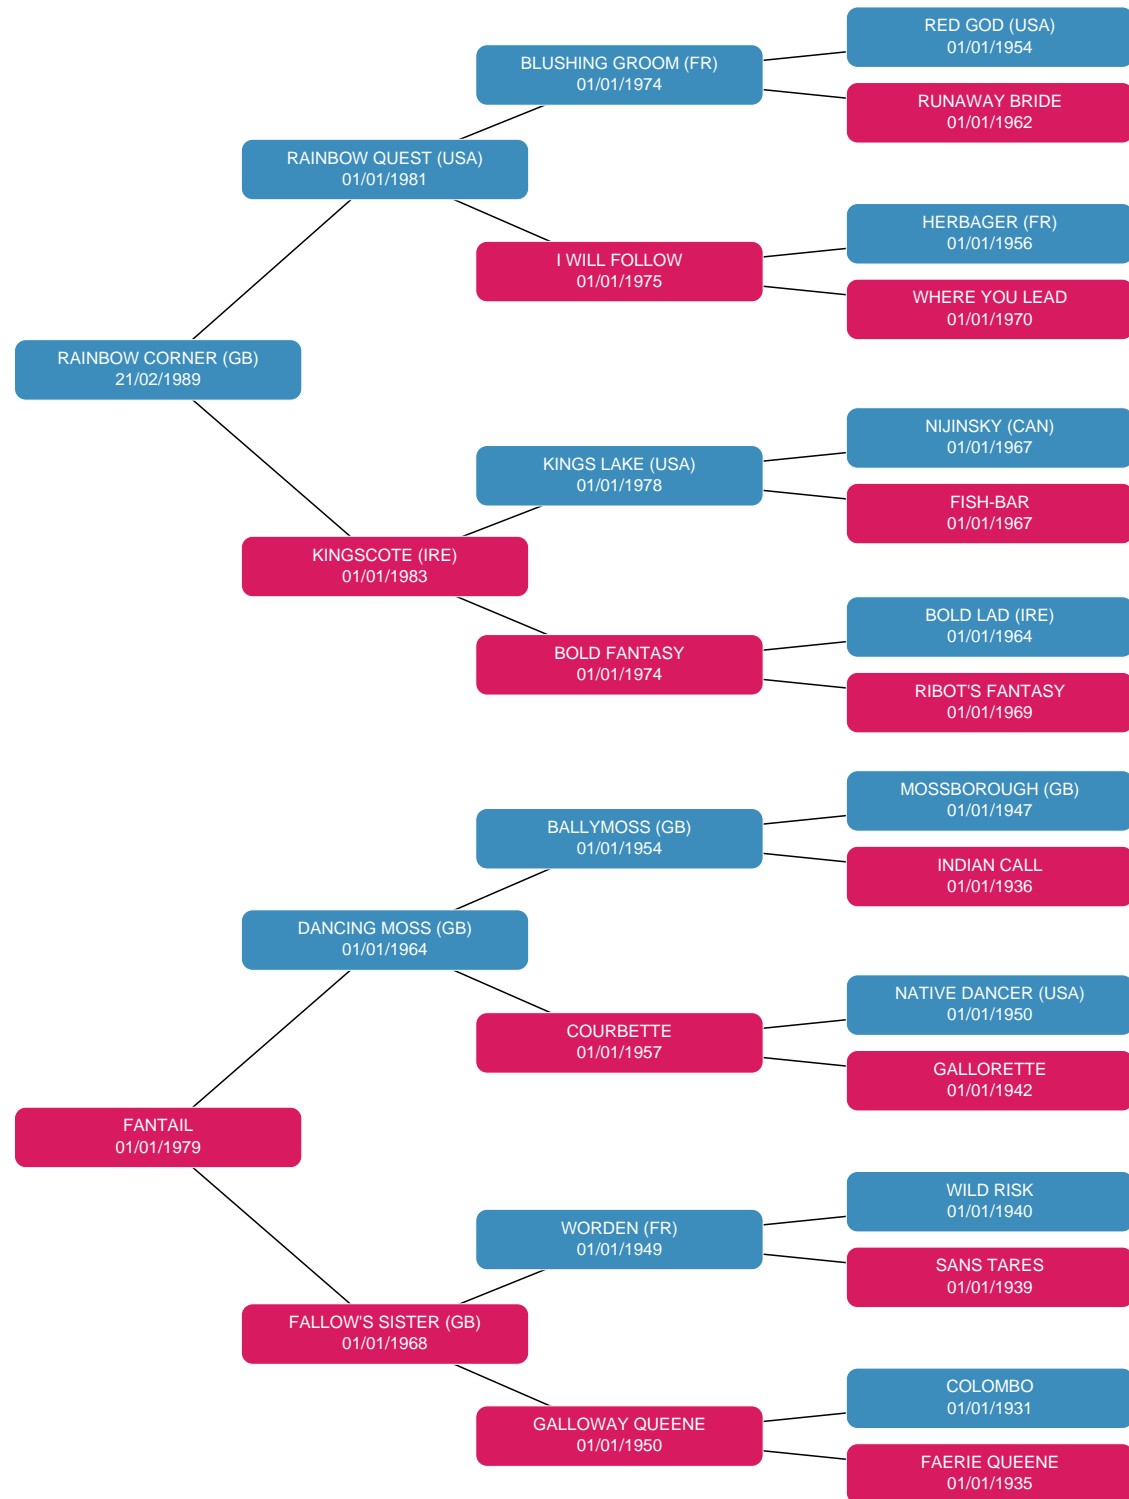 RED GOD (USA)
01/01/1954
BLUSHING GROOM (FR)
01/01/1974
RUNAWAY BRIDE
01/01/1962
RAINBOW QUEST (USA)
01/01/1981
HERBAGER (FR)
01/01/1956
I WILL FOLLOW
01/01/1975
WHERE YOU LEAD
01/01/1970
RAINBOW CORNER (GB)
21/02/1989
NIJINSKY (CAN)
01/01/1967
KINGS LAKE (USA)
01/01/1978
FISH-BAR
01/01/1967
KINGSCOTE (IRE)
01/01/1983
BOLD LAD (IRE)
01/01/1964
BOLD FANTASY
01/01/1974
RIBOT'S FANTASY
01/01/1969
MOSSBOROUGH (GB)
01/01/1947
BALLYMOSS (GB)
01/01/1954
INDIAN CALL
01/01/1936
DANCING MOSS (GB)
01/01/1964
NATIVE DANCER (USA)
01/01/1950
COURBETTE
01/01/1957
GALLORETTE
01/01/1942
FANTAIL
01/01/1979
WILD RISK
01/01/1940
WORDEN (FR)
01/01/1949
SANS TARES
01/01/1939
FALLOW'S SISTER (GB)
01/01/1968
COLOMBO
01/01/1931
GALLOWAY QUEENE
01/01/1950
FAERIE QUEENE
01/01/1935